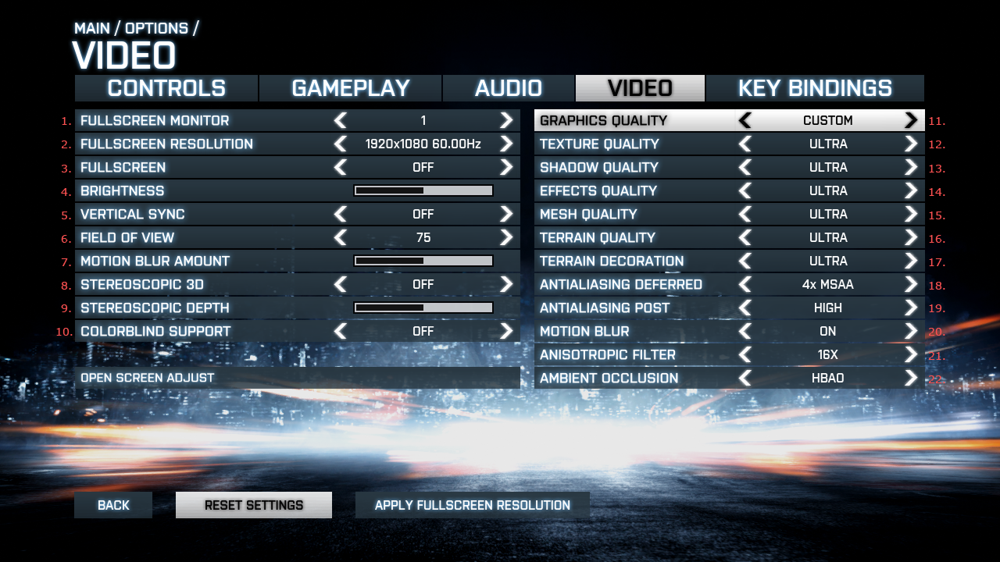 MAIN / OPTIONS /
VIDEO
CONTROLS GAMEPLAY AUDIO VIDEO KEY BINDINGS
1. FULLSCREEN MONITOR 1
2. FULLSCREEN RESOLUTION 1920x1080 60.00Hz
3. FULLSCREEN OFF
4. BRIGHTNESS
5. VERTICAL SYNC OFF
6. FIELD OF VIEW 75
7. MOTION BLUR AMOUNT
8. STEREOSCOPIC 3D OFF
9. STEREOSCOPIC DEPTH
10. COLORBLIND SUPPORT OFF
OPEN SCREEN ADJUST
GRAPHICS QUALITY CUSTOM 11.
TEXTURE QUALITY ULTRA 12.
SHADOW QUALITY ULTRA 13.
EFFECTS QUALITY ULTRA 14.
MESH QUALITY ULTRA 15.
TERRAIN QUALITY ULTRA 16.
TERRAIN DECORATION ULTRA 17.
ANTIALIASING DEFERRED 4x MSAA 18.
ANTIALIASING POST HIGH 19.
MOTION BLUR ON 20.
ANISOTROPIC FILTER 16X 21.
AMBIENT OCCLUSION HBAO 22.
BACK RESET SETTINGS APPLY FULLSCREEN RESOLUTION